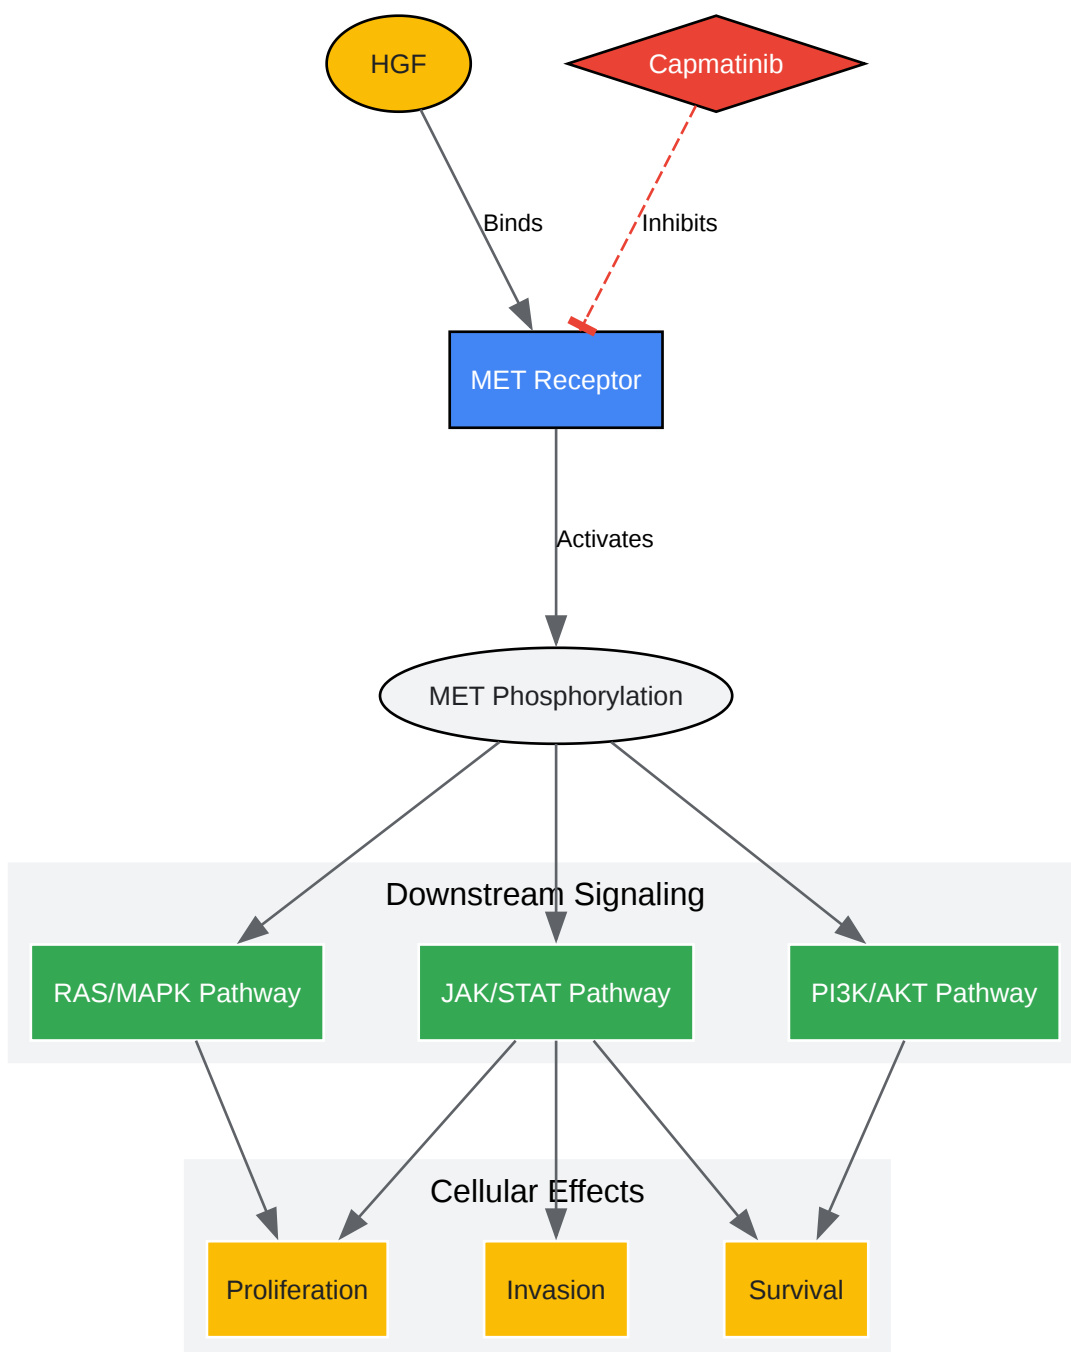 HGF
Capmatinib
Binds
Inhibits
MET Receptor
Activates
MET Phosphorylation
Downstream Signaling
RAS/MAPK Pathway
JAK/STAT Pathway
PI3K/AKT Pathway
Cellular Effects
Proliferation
Invasion
Survival